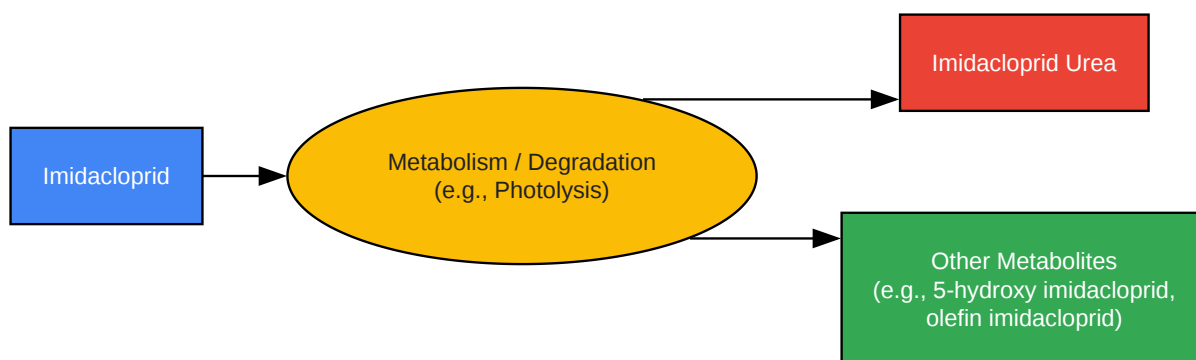 Imidacloprid
Metabolism / Degradation
(e.g., Photolysis)
Imidacloprid Urea
Other Metabolites
(e.g., 5-hydroxy imidacloprid,
olefin imidacloprid)